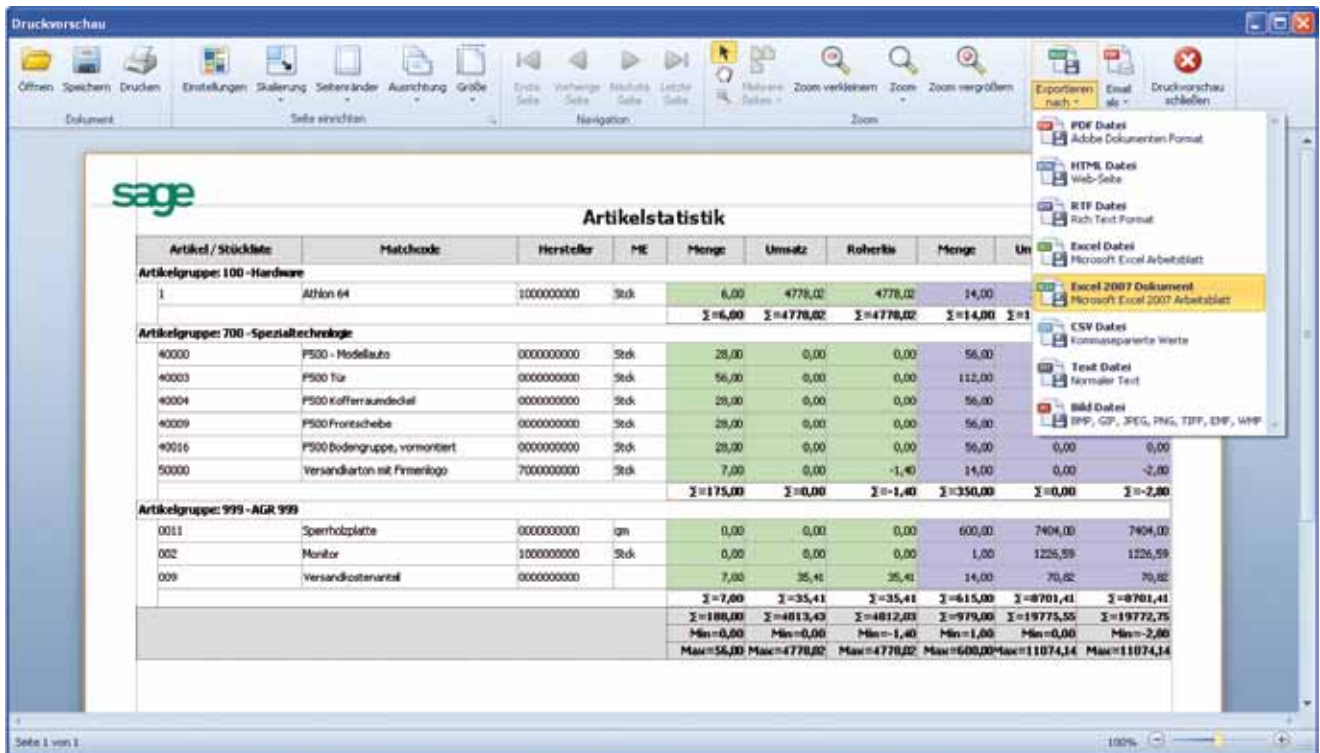 Druckvorschau
Öffnen Speichern Drucken Einstellungen Skalierung Seitenränder Ausrichtung Größe Erste Seite Vorherige Seite Nächste Seite Letzte Seite Mehrere Seiten Zoom verkleinern Zoom Zoom vergrößern Exportieren nach Email als Druckvorschau schließen
Dokument Seite einrichten Navigation Zoom
PDF Datei
Adobe Dokumenten Format
HTML Datei
Web-Seite
RTF Datei
Rich Text Format
Excel Datei
Microsoft Excel Arbeitsblatt
Excel 2007 Dokument
Microsoft Excel 2007 Arbeitsblatt
CSV Datei
Kommaseparierte Werte
Text Datei
Normaler Text
Bild Datei
BMP, GIF, JPEG, PNG, TIFF, EMF, WMF
sage
Artikelstatistik
Artikel / Stückliste Matchcode Hersteller ME Menge Umsatz Roherlös Menge
Artikelgruppe: 100 - Hardware
1 Athlon 64 1000000000 Stck 6,00 4778,02 4778,02 14,00
Σ=6,00 Σ=4778,02 Σ=4778,02 Σ=14,00
Artikelgruppe: 700 - Spezialtechnologie
40000 P500 - Modellauto 0000000000 Stck 28,00 0,00 0,00 56,00
40003 P500 Tür 0000000000 Stck 56,00 0,00 0,00 112,00
40004 P500 Kofferraumdeckel 0000000000 Stck 28,00 0,00 0,00 56,00
40009 P500 Frontscheibe 0000000000 Stck 28,00 0,00 0,00 56,00
40016 P500 Bodengruppe, vormontiert 0000000000 Stck 28,00 0,00 0,00 56,00 0,00 0,00
50000 Versandkarton mit Firmenlogo 7000000000 Stck 7,00 0,00 -1,40 14,00 0,00 -2,80
Σ=175,00 Σ=0,00 Σ=-1,40 Σ=350,00 Σ=0,00 Σ=-2,80
Artikelgruppe: 999 - AGR 999
0011 Sperrholzplatte 0000000000 qm 0,00 0,00 0,00 600,00 7404,00 7404,00
002 Monitor 1000000000 Stck 0,00 0,00 0,00 1,00 1226,59 1226,59
009 Versandkostenanteil 0000000000 7,00 35,41 35,41 14,00 70,82 70,82
Σ=7,00 Σ=35,41 Σ=35,41 Σ=615,00 Σ=8701,41 Σ=8701,41
Σ=188,00 Σ=4813,43 Σ=4812,03 Σ=979,00 Σ=19775,55 Σ=19772,75
Min=0,00 Min=0,00 Min=-1,40 Min=1,00 Min=0,00 Min=-2,80
Max=56,00 Max=4778,02 Max=4778,02 Max=600,00 Max=11074,14 Max=11074,14
Seite 1 von 1 100%